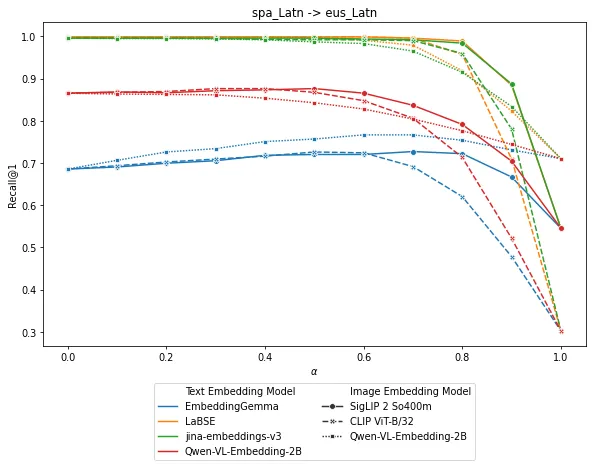 spa_Latn -> eus_Latn
Recall@1
1.0
0.9
0.8
0.7
0.6
0.5
0.4
0.3
0.0 0.2 0.4 0.6 0.8 1.0
α
Text Embedding Model
EmbeddingGemma
LaBSE
jina-embeddings-v3
Qwen-VL-Embedding-2B
Image Embedding Model
SigLIP 2 So400m
CLIP ViT-B/32
Qwen-VL-Embedding-2B